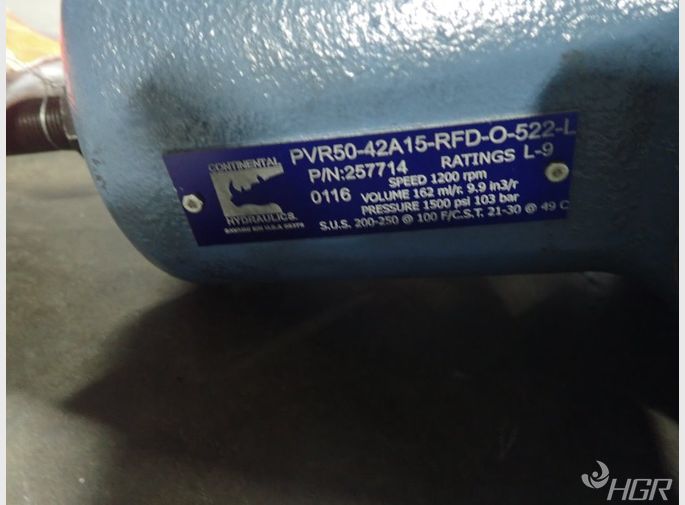 CONTINENTAL
HYDRAULICS.
PVR50-42A15-RFD-O-522-L
P/N:257714 RATINGS L-9
SPEED 1200 rpm
0116 VOLUME 162 ml/r. 9.9 in3/r
PRESSURE 1500 psi 103 bar
S.U.S. 200-250 @ 100 F/C.S.T. 21-30 @ 49 C
HGR